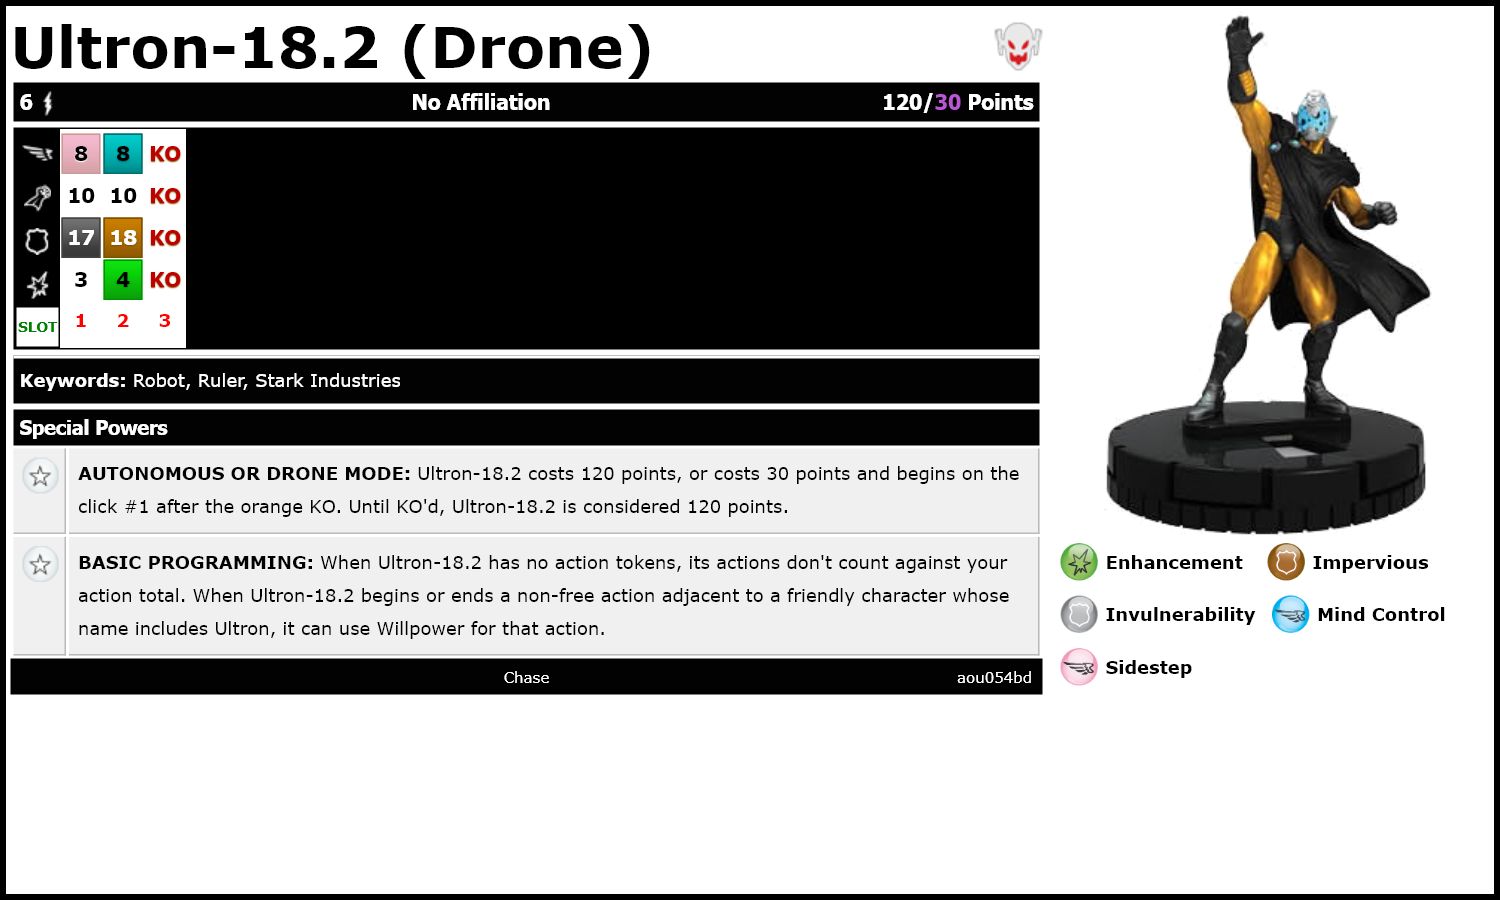 Ultron-18.2 (Drone)
6 No Affiliation 120/30 Points
8 8 KO
10 10 KO
17 18 KO
3 4 KO
SLOT 1 2 3
Keywords: Robot, Ruler, Stark Industries
Special Powers
AUTONOMOUS OR DRONE MODE: Ultron-18.2 costs 120 points, or costs 30 points and begins on the
click #1 after the orange KO. Until KO'd, Ultron-18.2 is considered 120 points.
BASIC PROGRAMMING: When Ultron-18.2 has no action tokens, its actions don't count against your
action total. When Ultron-18.2 begins or ends a non-free action adjacent to a friendly character whose
name includes Ultron, it can use Willpower for that action.
Chase aou054bd
Enhancement Impervious
Invulnerability Mind Control
Sidestep